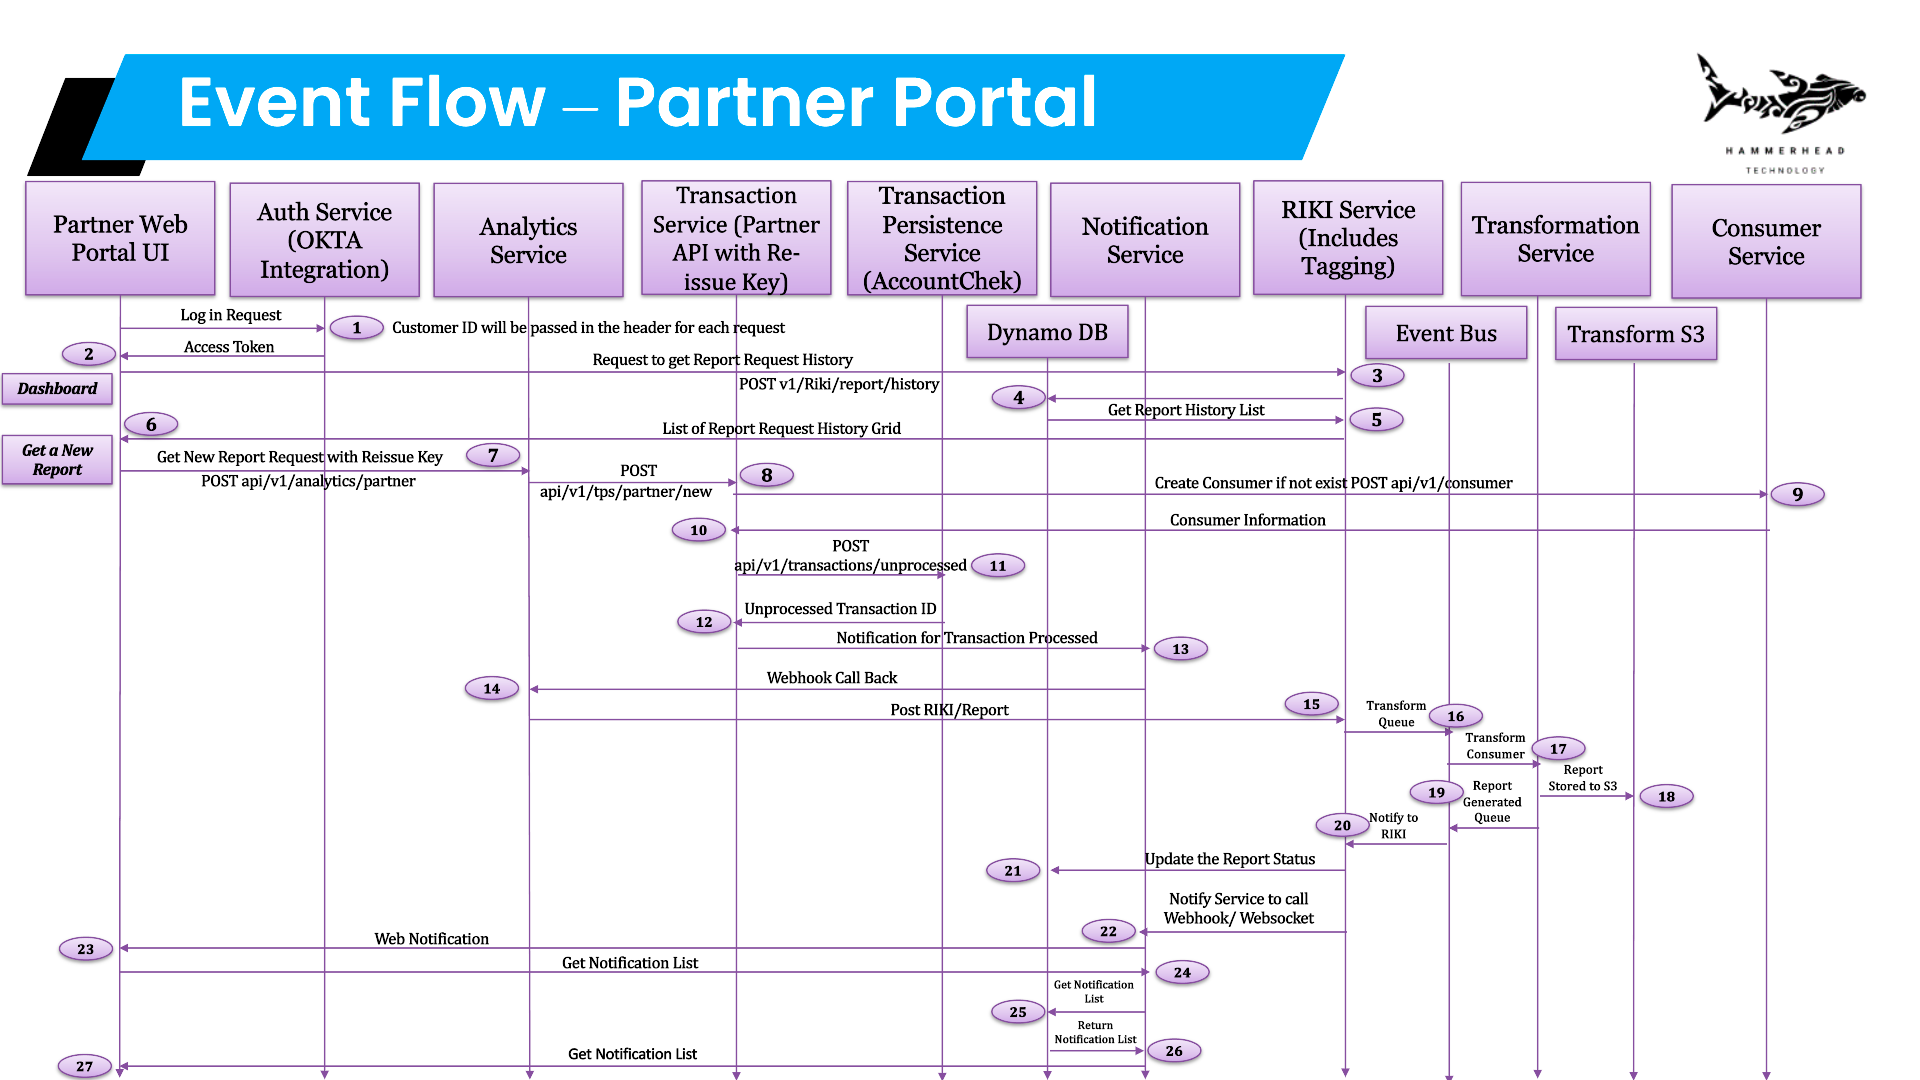 Event Flow – Partner Portal
HAMMERHEAD
TECHNOLOGY
Partner Web
Portal UI
Auth Service
(OKTA
Integration)
Analytics
Service
Transaction
Service (Partner
API with Re-
issue Key)
Transaction
Persistence
Service
(AccountChek)
Notification
Service
RIKI Service
(Includes
Tagging)
Transformation
Service
Consumer
Service
Dynamo DB
Event Bus
Transform S3
Log in Request
1
Customer ID will be passed in the header for each request
2
Access Token
Request to get Report Request History
3
Dashboard
POST v1/Riki/report/history
4
Get Report History List
5
6
List of Report Request History Grid
Get a New
Report
Get New Report Request with Reissue Key
7
POST api/v1/analytics/partner
POST
api/v1/tps/partner/new
8
Create Consumer if not exist POST api/v1/consumer
9
10
Consumer Information
POST
api/v1/transactions/unprocessed
11
Unprocessed Transaction ID
12
Notification for Transaction Processed
13
Webhook Call Back
14
Post RIKI/Report
15
Transform
Queue
16
Transform
Consumer
17
Report
Stored to S3
18
19
Report
Generated
Queue
20
Notify to
RIKI
Update the Report Status
21
Notify Service to call
Webhook/ Websocket
22
23
Web Notification
Get Notification List
24
Get Notification
List
25
Return
Notification List
26
Get Notification List
27